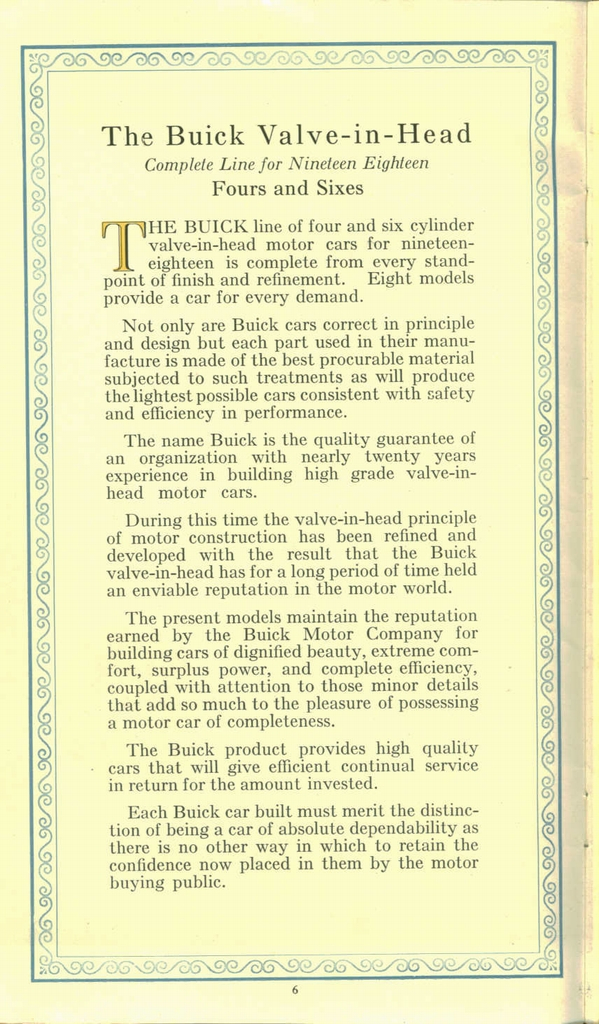 The Buick Valve-in-Head
Complete Line for Nineteen Eighteen
Fours and Sixes
THE BUICK line of four and six cylinder
valve-in-head motor cars for nineteen-
eighteen is complete from every stand-
point of finish and refinement. Eight models
provide a car for every demand.
Not only are Buick cars correct in principle
and design but each part used in their manu-
facture is made of the best procurable material
subjected to such treatments as will produce
the lightest possible cars consistent with safety
and efficiency in performance.
The name Buick is the quality guarantee of
an organization with nearly twenty years
experience in building high grade valve-in-
head motor cars.
During this time the valve-in-head principle
of motor construction has been refined and
developed with the result that the Buick
valve-in-head has for a long period of time held
an enviable reputation in the motor world.
The present models maintain the reputation
earned by the Buick Motor Company for
building cars of dignified beauty, extreme com-
fort, surplus power, and complete efficiency,
coupled with attention to those minor details
that add so much to the pleasure of possessing
a motor car of completeness.
The Buick product provides high quality
cars that will give efficient continual service
in return for the amount invested.
Each Buick car built must merit the distinc-
tion of being a car of absolute dependability as
there is no other way in which to retain the
confidence now placed in them by the motor
buying public.
6